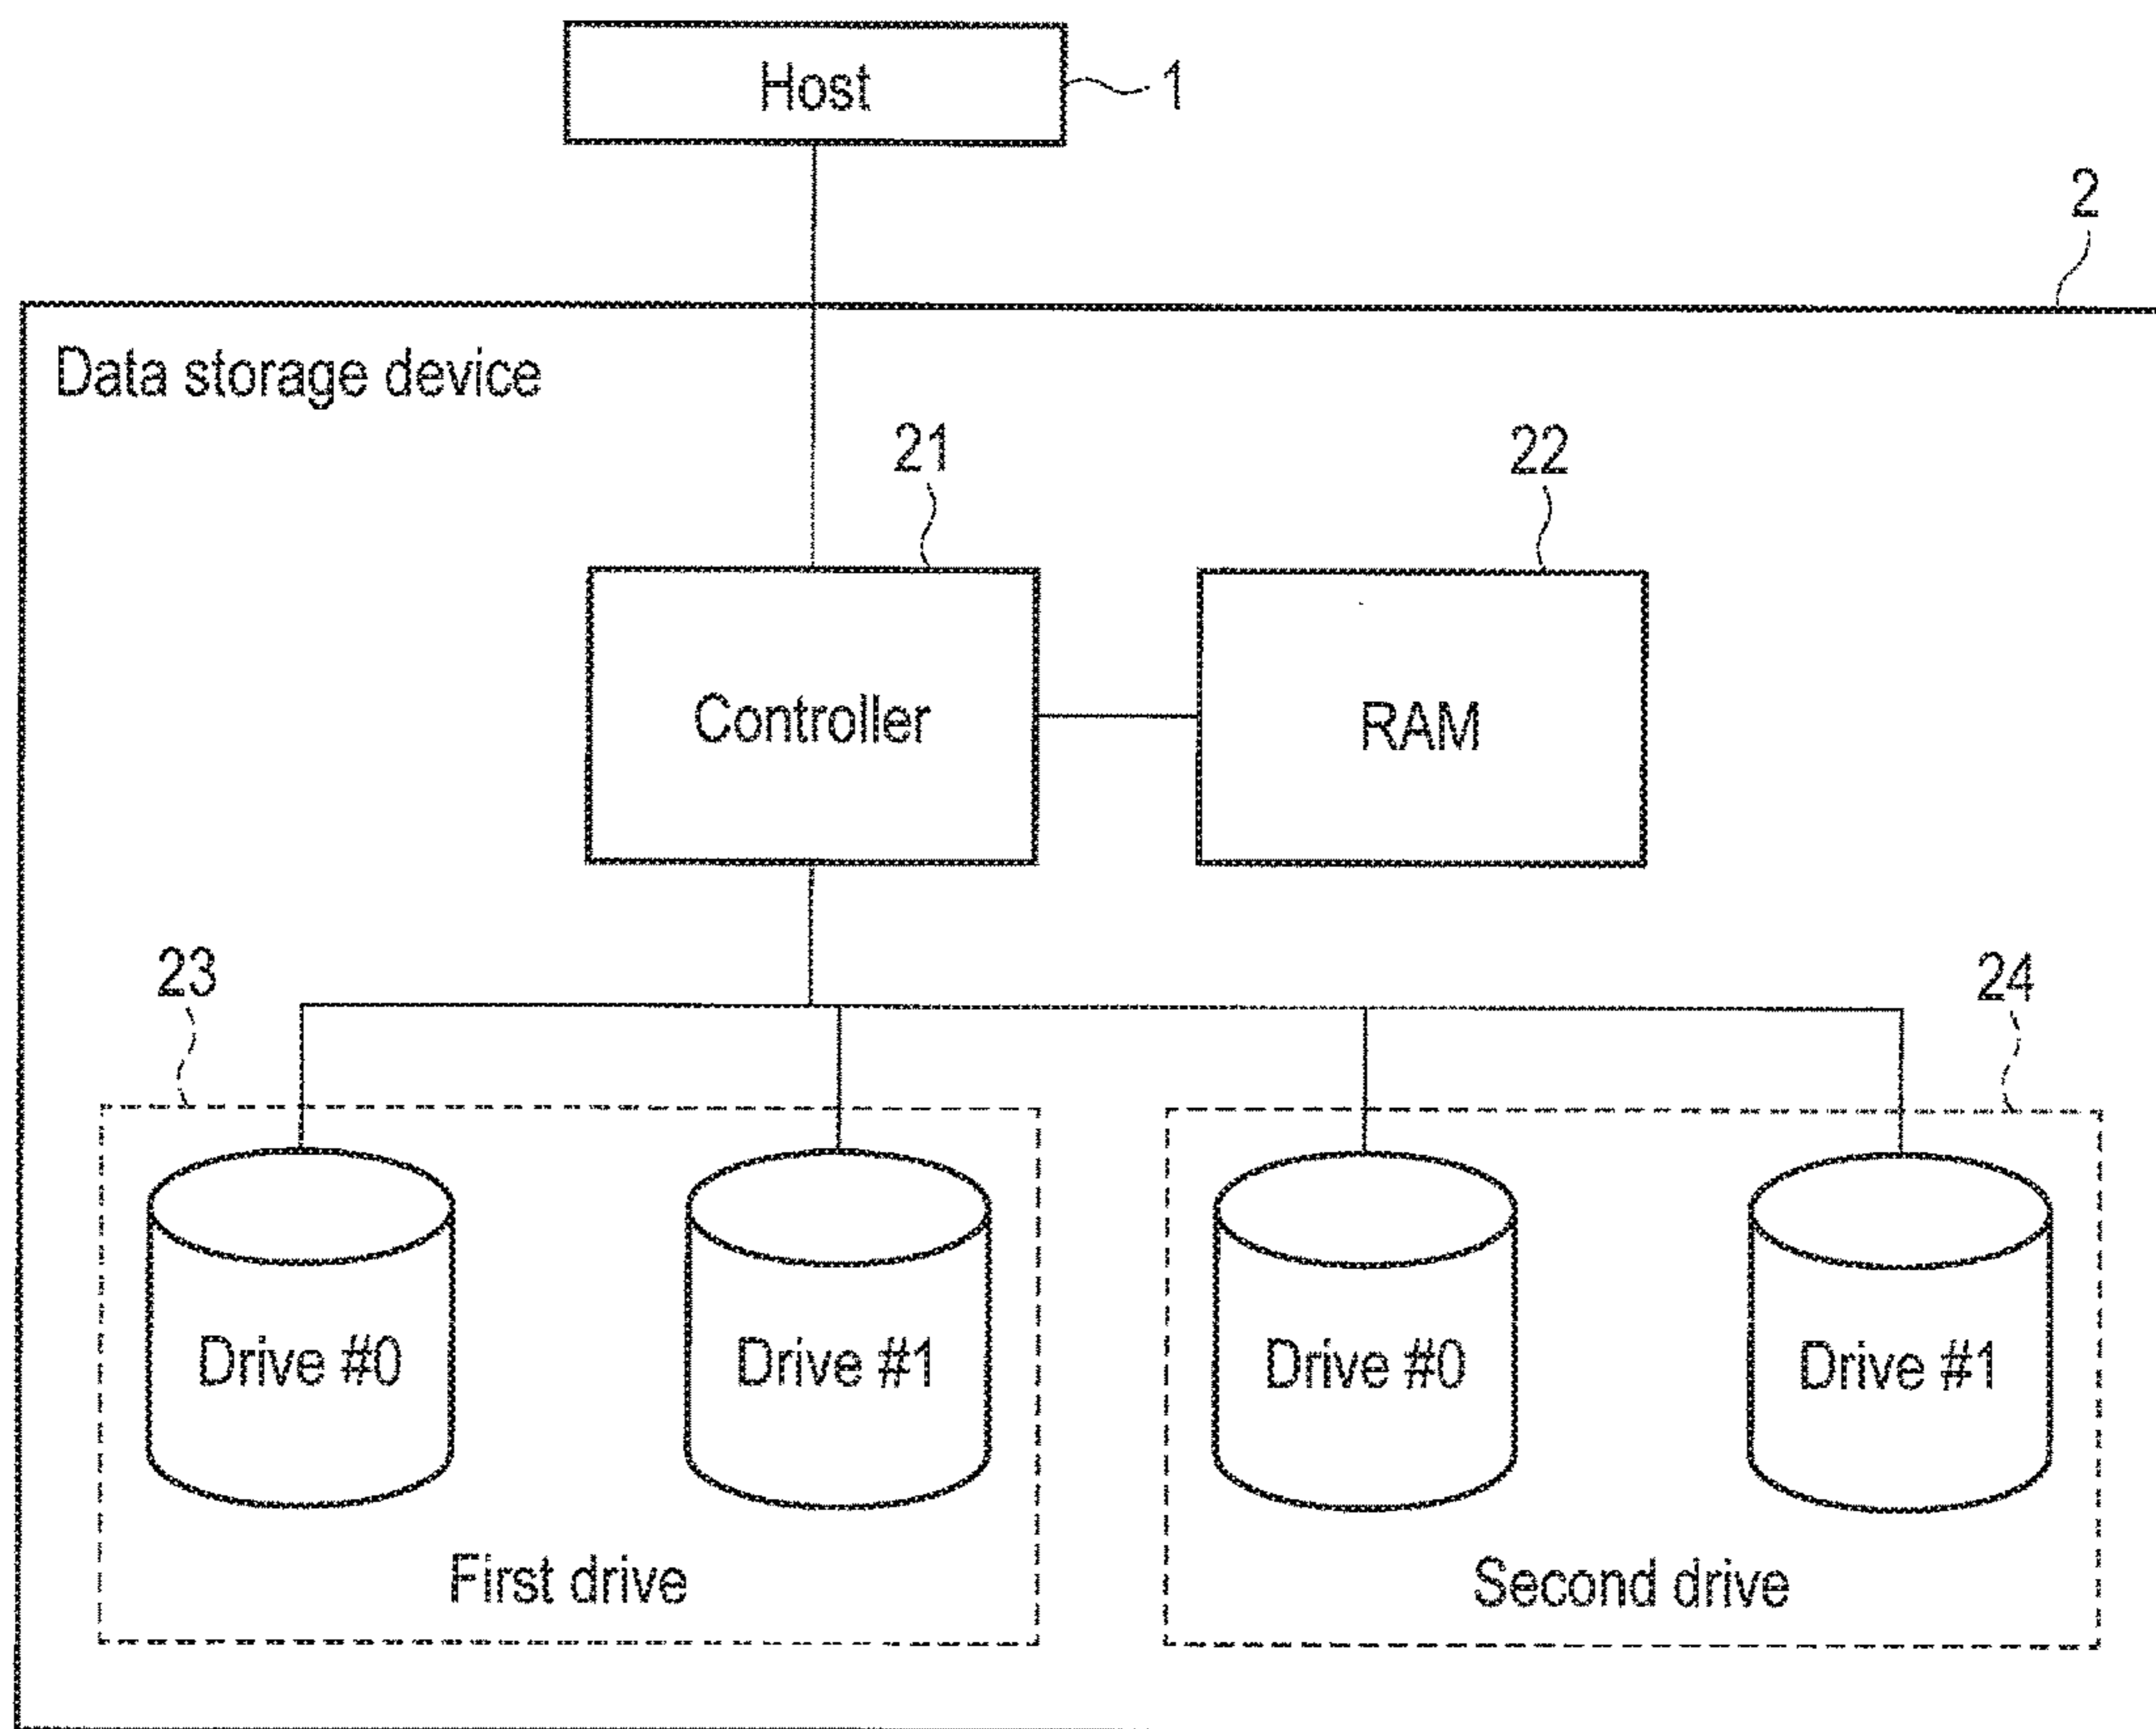 Host
1
2
Data storage device
21
22
Controller
RAM
23
24
Drive #0
Drive #1
Drive #0
Drive #1
First drive
Second drive